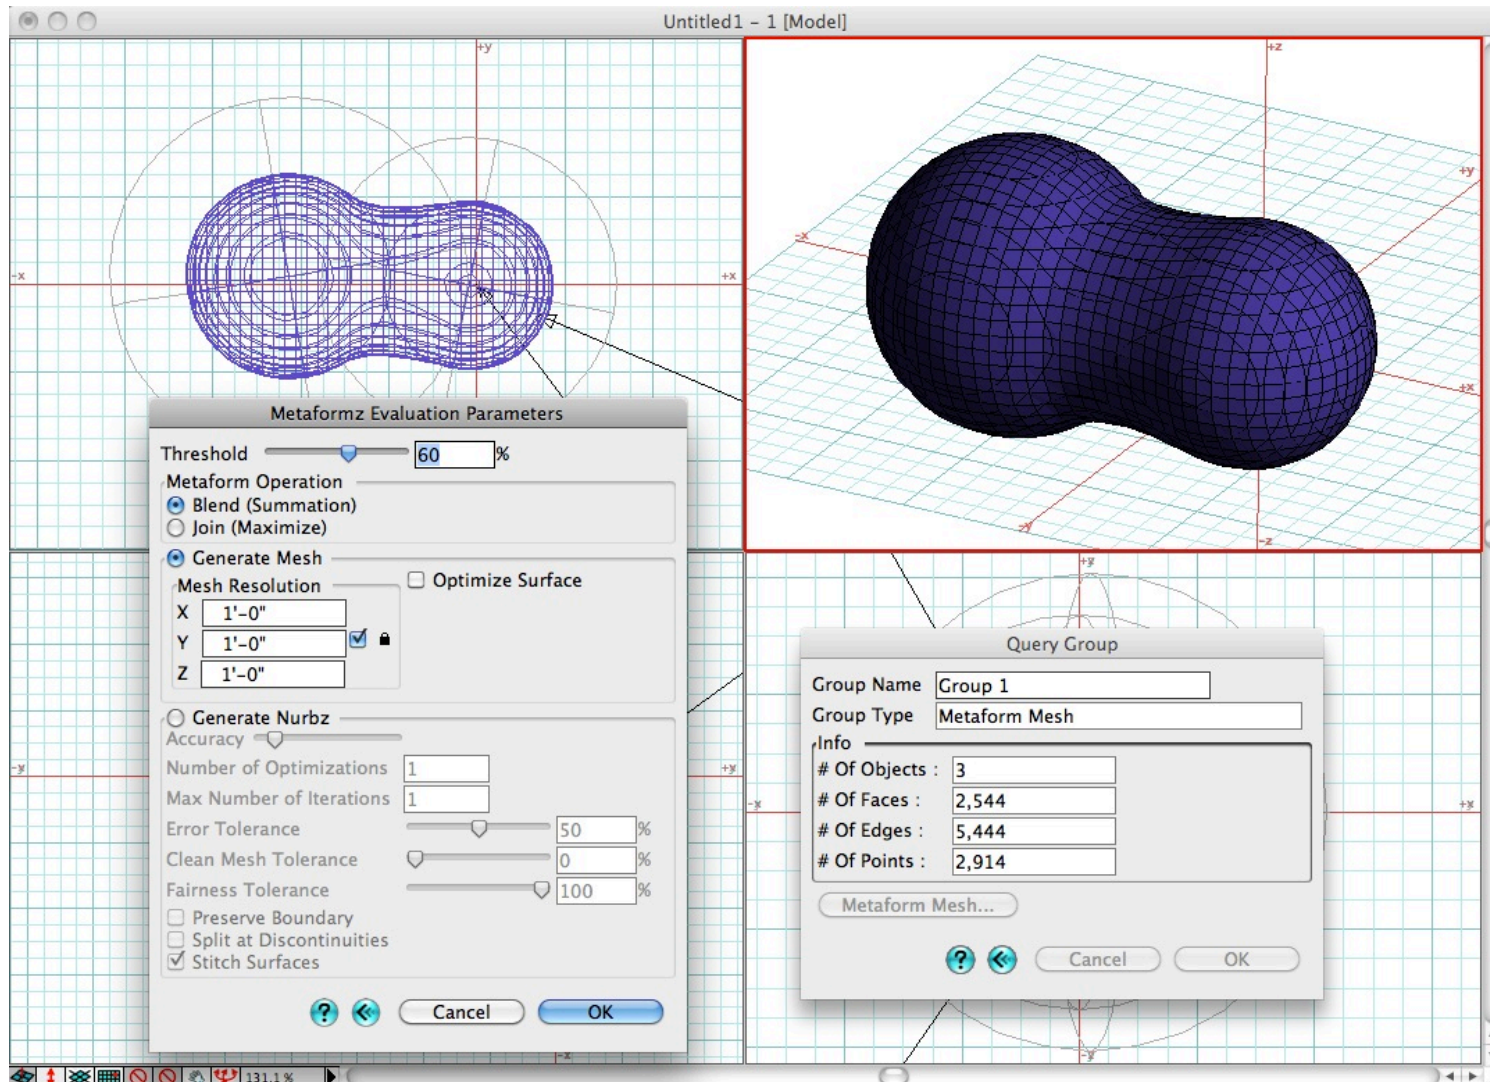 Untitled1 – 1 [Model]
+y
-x
+x
+z
+y
-x
+x
-y
-z
Metaformz Evaluation Parameters
Threshold 60 %
Metaform Operation
Blend (Summation)
Join (Maximize)
Generate Mesh
Mesh Resolution
Optimize Surface
X 1'-0"
Y 1'-0"
Z 1'-0"
Generate Nurbz
Accuracy
Number of Optimizations 1
Max Number of Iterations 1
Error Tolerance 50 %
Clean Mesh Tolerance 0 %
Fairness Tolerance 100 %
Preserve Boundary
Split at Discontinuities
Stitch Surfaces
? Cancel OK
Query Group
Group Name Group 1
Group Type Metaform Mesh
Info
# Of Objects : 3
# Of Faces : 2,544
# Of Edges : 5,444
# Of Points : 2,914
Metaform Mesh...
? Cancel OK
131.1 %